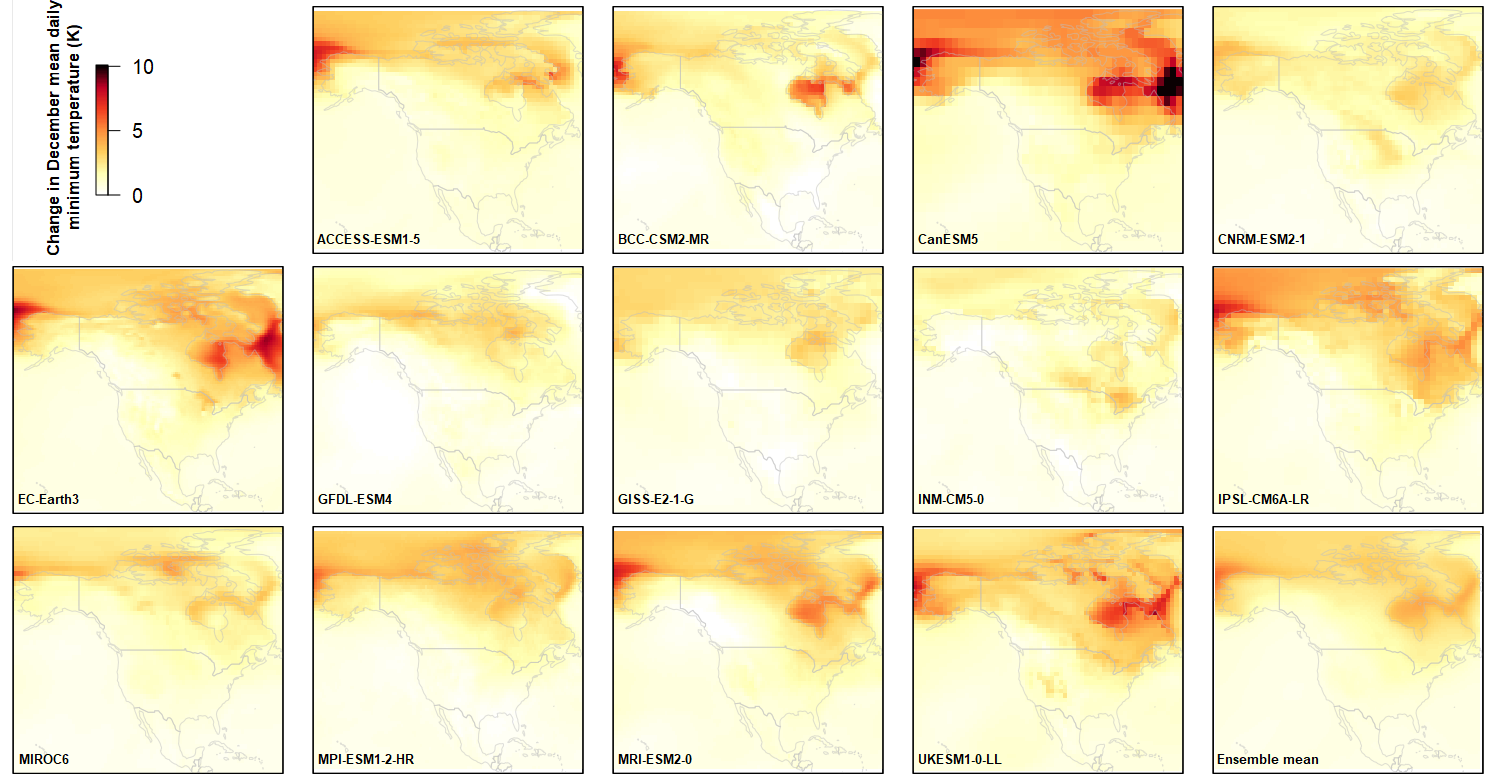 Change in December mean daily
minimum temperature (K)
10
5
0
ACCESS-ESM1-5
BCC-CSM2-MR
CanESM5
CNRM-ESM2-1
EC-Earth3
GFDL-ESM4
GISS-E2-1-G
INM-CM5-0
IPSL-CM6A-LR
MIROC6
MPI-ESM1-2-HR
MRI-ESM2-0
UKESM1-0-LL
Ensemble mean